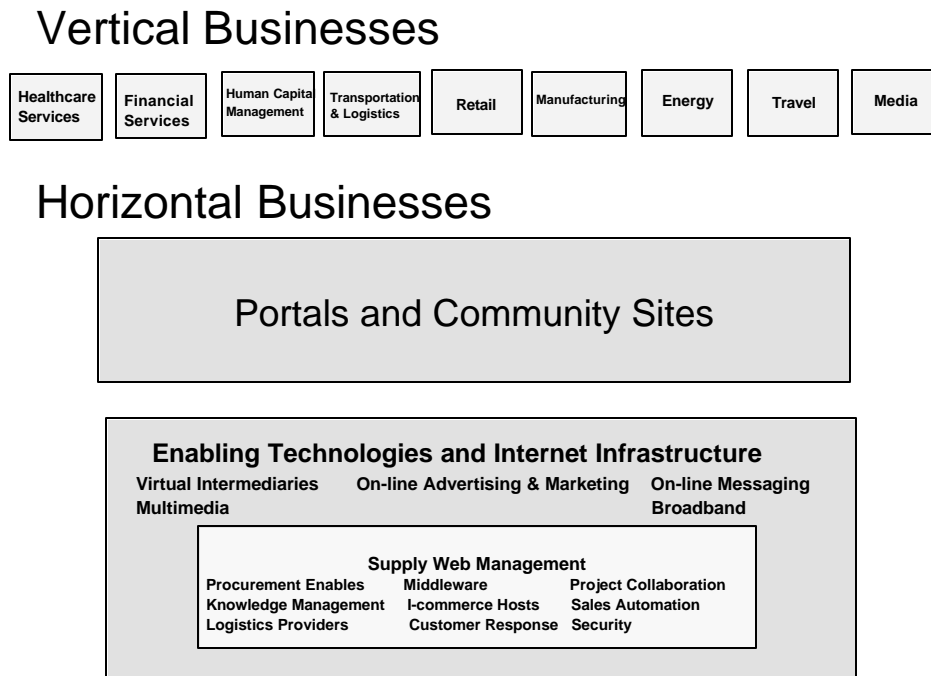 Vertical Businesses
Healthcare Services
Financial Services
Human Capital Management
Transportation & Logistics
Retail
Manufacturing
Energy
Travel
Media
Horizontal Businesses
Portals and Community Sites
Enabling Technologies and Internet Infrastructure
Virtual Intermediaries On-line Advertising & Marketing On-line Messaging
Multimedia Broadband
Supply Web Management
Procurement Enables Middleware Project Collaboration
Knowledge Management I-commerce Hosts Sales Automation
Logistics Providers Customer Response Security